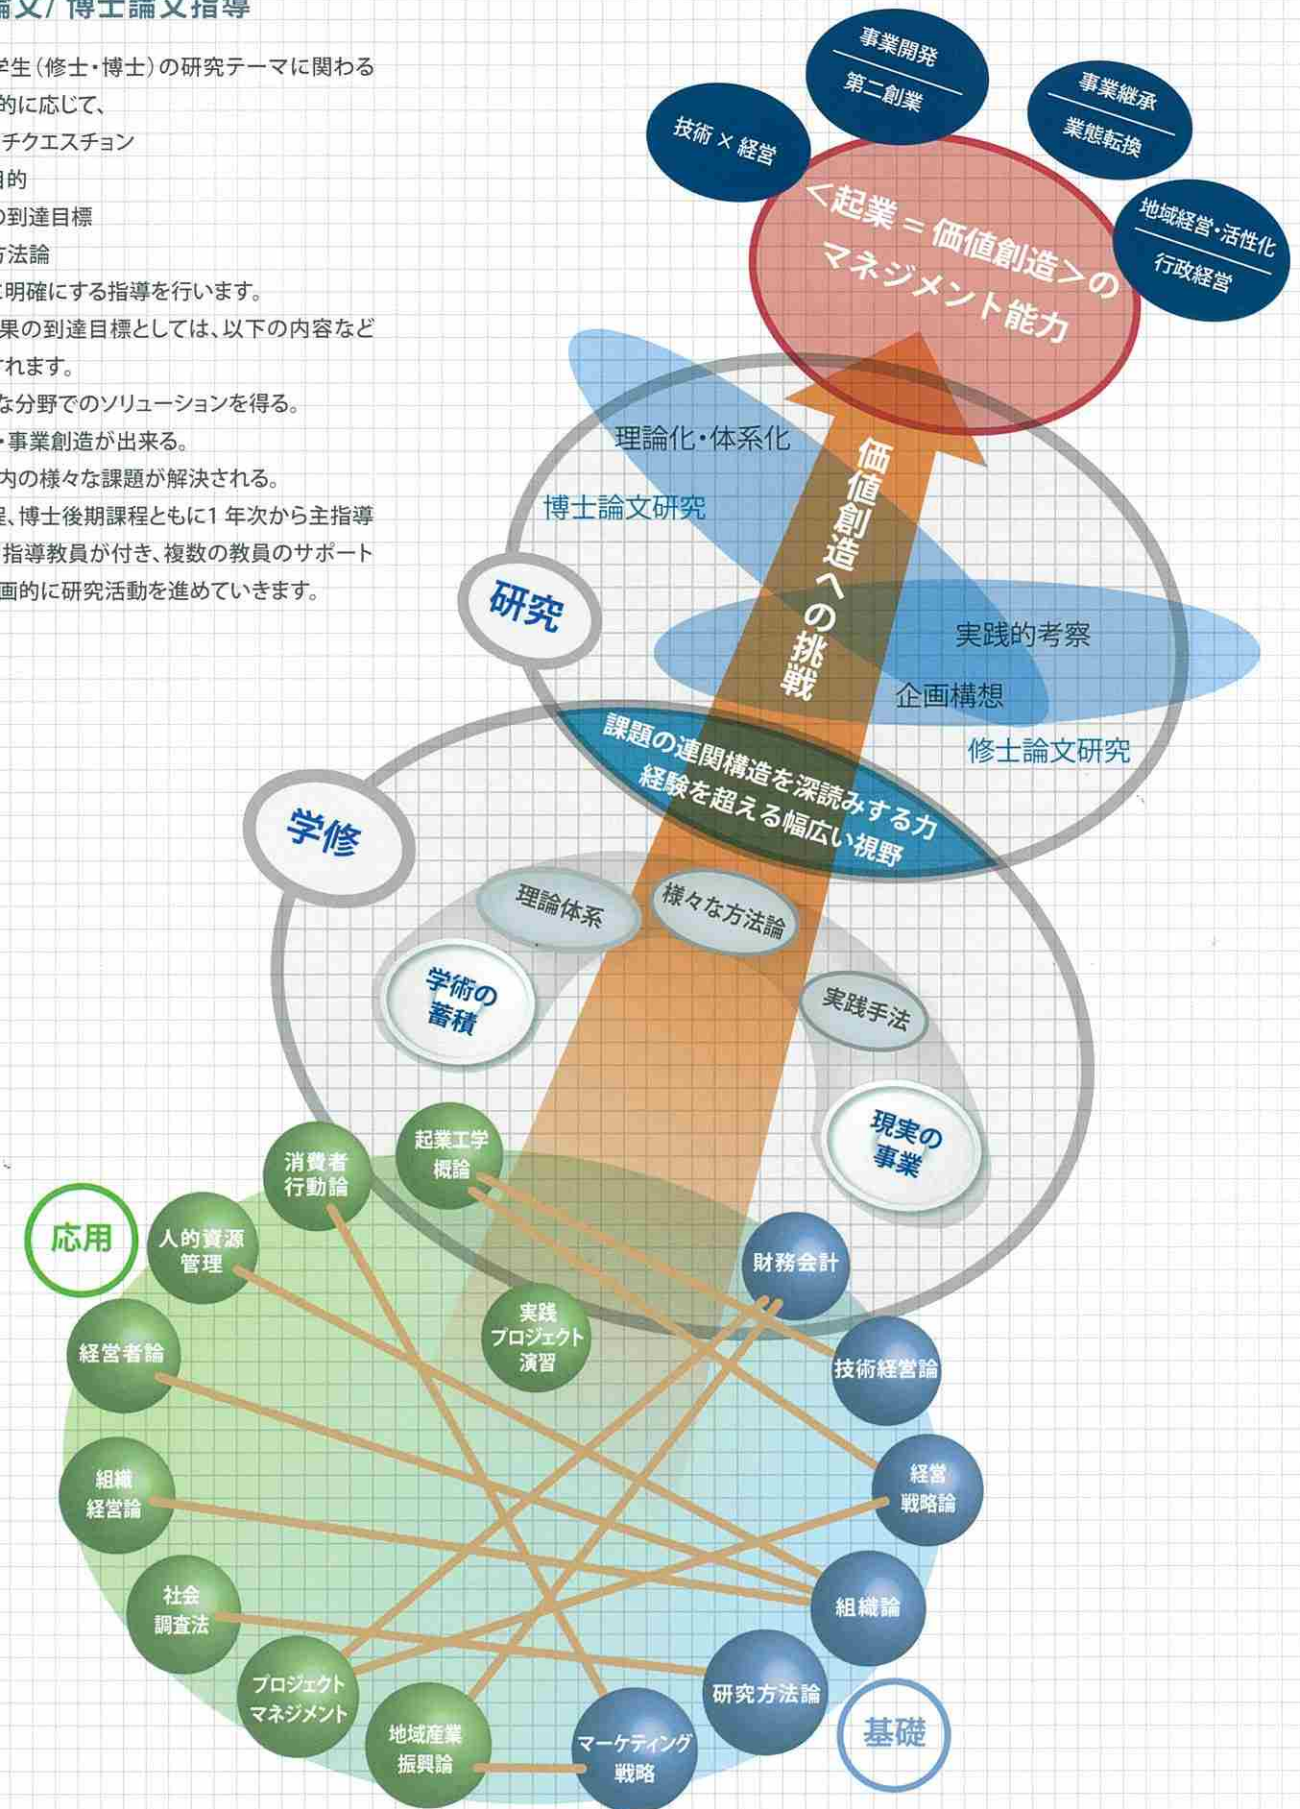 論文/ 博士論文指導
学生(修士・博士)の研究テーマに関わる
的に応じて、
チクエスチョン
目的
の到達目標
方法論
に明確にする指導を行います。
果の到達目標としては、以下の内容など
されます。
な分野でのソリューションを得る。
・事業創造が出来る。
内の様々な課題が解決される。
程、博士後期課程ともに1年次から主指導
指導教員が付き、複数の教員のサポート
画的に研究活動を進めていきます。
事業開発
第二創業
技術 × 経営
事業継承
業態転換
地域経営・活性化
行政経営
<起業 = 価値創造>の
マネジメント能力
理論化・体系化
博士論文研究
価値創造への挑戦
研究
実践的考察
企画構想
修士論文研究
課題の連関構造を深読みする力
経験を超える幅広い視野
学修
理論体系
様々な方法論
学術の
蓄積
実践手法
現実の
事業
起業工学
概論
消費者
行動論
応用
人的資源
管理
財務会計
実践
プロジェクト
演習
経営者論
技術経営論
組織
経営論
経営
戦略論
社会
調査法
組織論
プロジェクト
マネジメント
研究方法論
地域産業
振興論
マーケティング
戦略
基礎